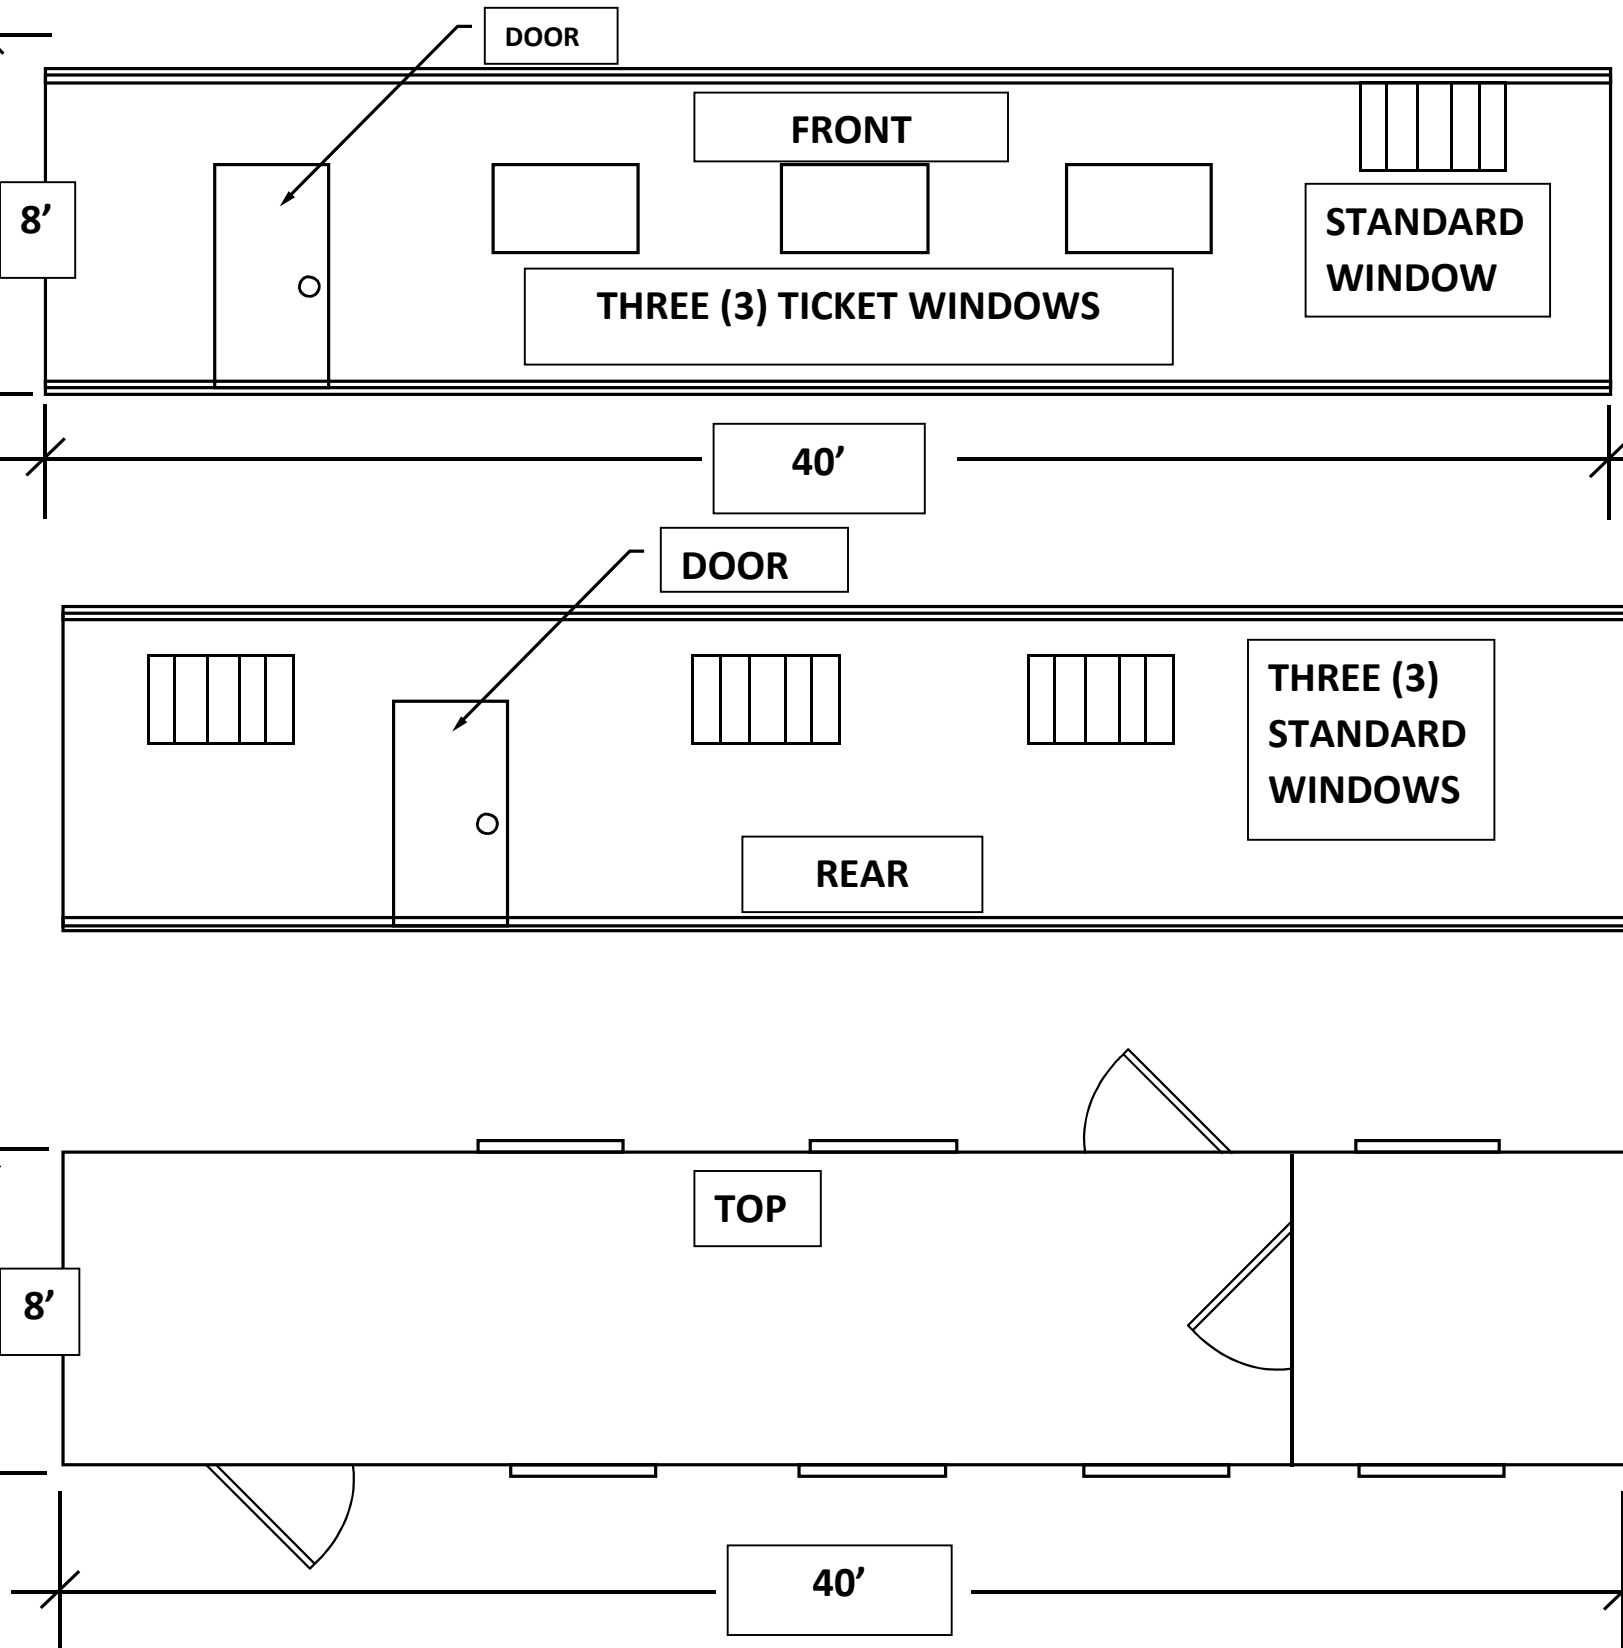 DOOR
FRONT
8’
STANDARD
WINDOW
THREE (3) TICKET WINDOWS
40’
DOOR
THREE (3)
STANDARD
WINDOWS
REAR
TOP
8’
40’